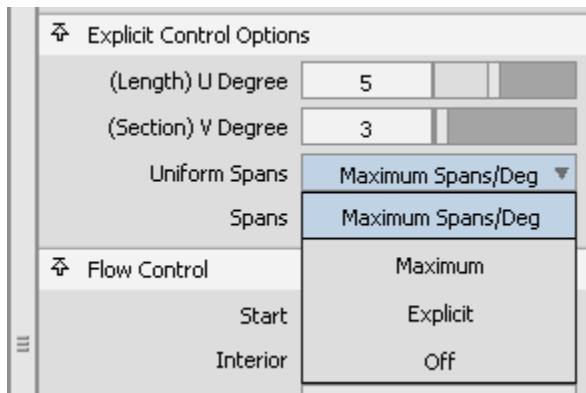 Explicit Control Options
(Length) U Degree 5
(Section) V Degree 3
Uniform Spans Maximum Spans/Deg
Spans Maximum Spans/Deg
Maximum
Flow Control
Start Explicit
Interior Off